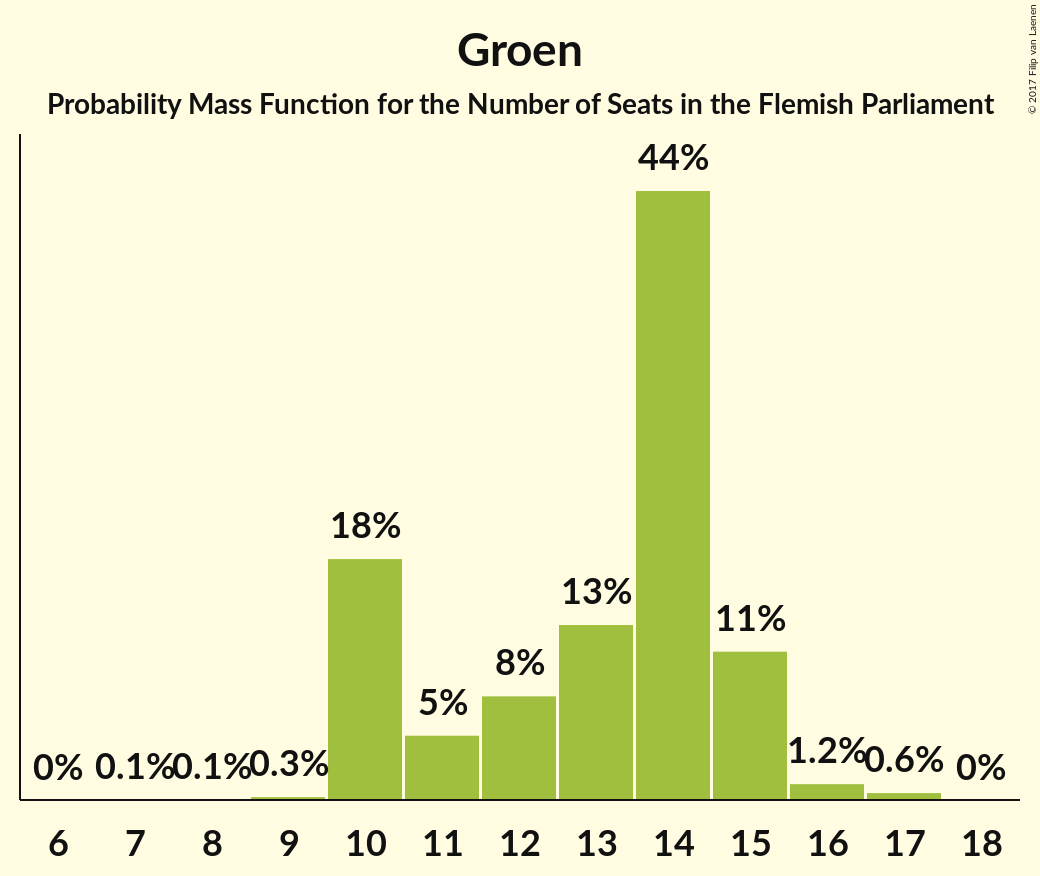 Groen
Probability Mass Function for the Number of Seats in the Flemish Parliament
© 2017 Filip van Laenen
44%
18%
13%
11%
8%
5%
0% 0.1% 0.1% 0.3% 1.2% 0.6% 0%
6 7 8 9 10 11 12 13 14 15 16 17 18